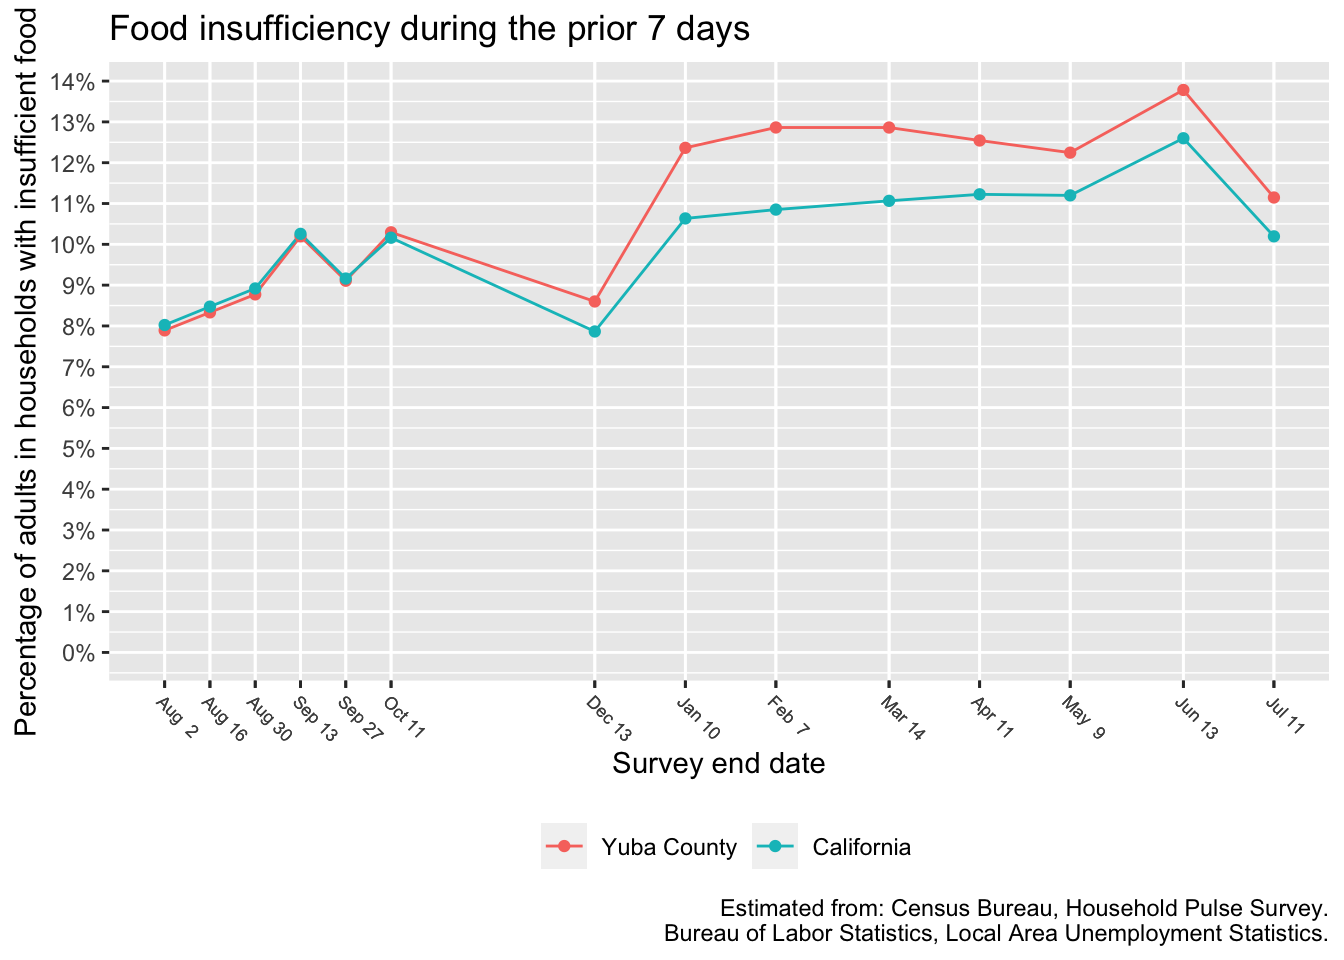 Food insufficiency during the prior 7 days
Percentage of adults in households with insufficient food
14%
13%
12%
11%
10%
9%
8%
7%
6%
5%
4%
3%
2%
1%
0%
Aug 2
Aug 16
Aug 30
Sep 13
Sep 27
Oct 11
Dec 13
Jan 10
Feb 7
Mar 14
Apr 11
May 9
Jun 13
Jul 11
Survey end date
Yuba County
California
Estimated from: Census Bureau, Household Pulse Survey.
Bureau of Labor Statistics, Local Area Unemployment Statistics.